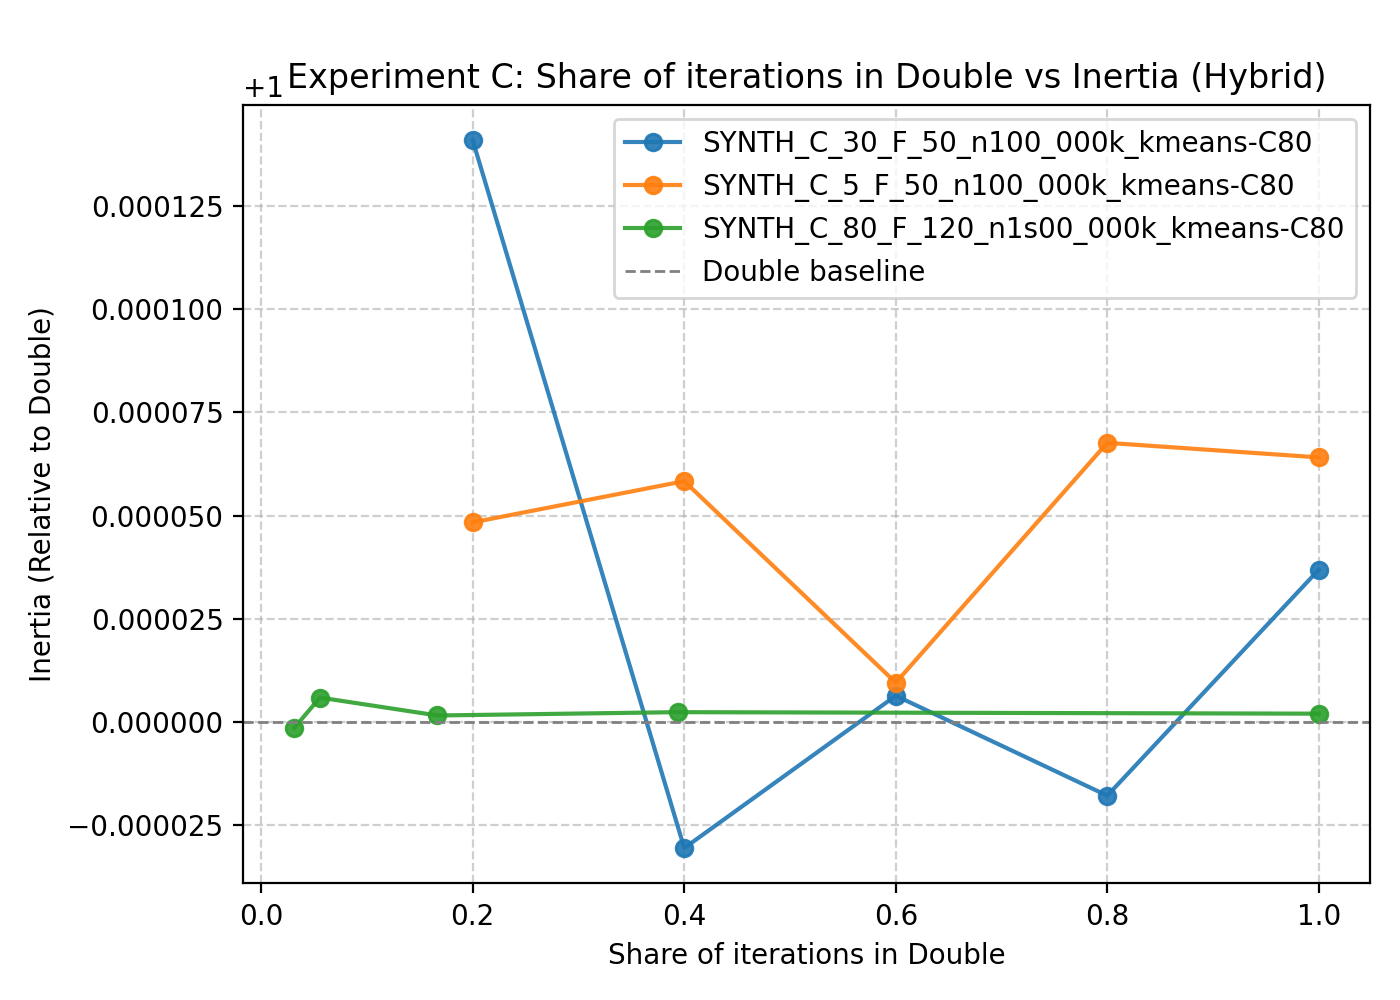 Experiment C: Share of iterations in Double vs Inertia (Hybrid)
+1
SYNTH_C_30_F_50_n100_000k_kmeans-C80
SYNTH_C_5_F_50_n100_000k_kmeans-C80
SYNTH_C_80_F_120_n1s00_000k_kmeans-C80
Double baseline
Inertia (Relative to Double)
0.000125
0.000100
0.000075
0.000050
0.000025
0.000000
−0.000025
0.0 0.2 0.4 0.6 0.8 1.0
Share of iterations in Double